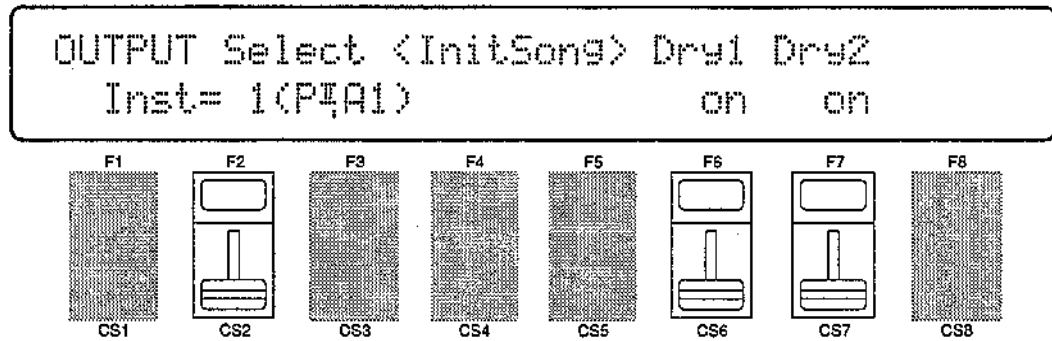 OUTPUT Select <InitSong> Dry1 Dry2
Inst= 1(PⅡA1) on on
F1 F2 F3 F4 F5 F6 F7 F8
CS1 CS2 CS3 CS4 CS5 CS6 CS7 CS8